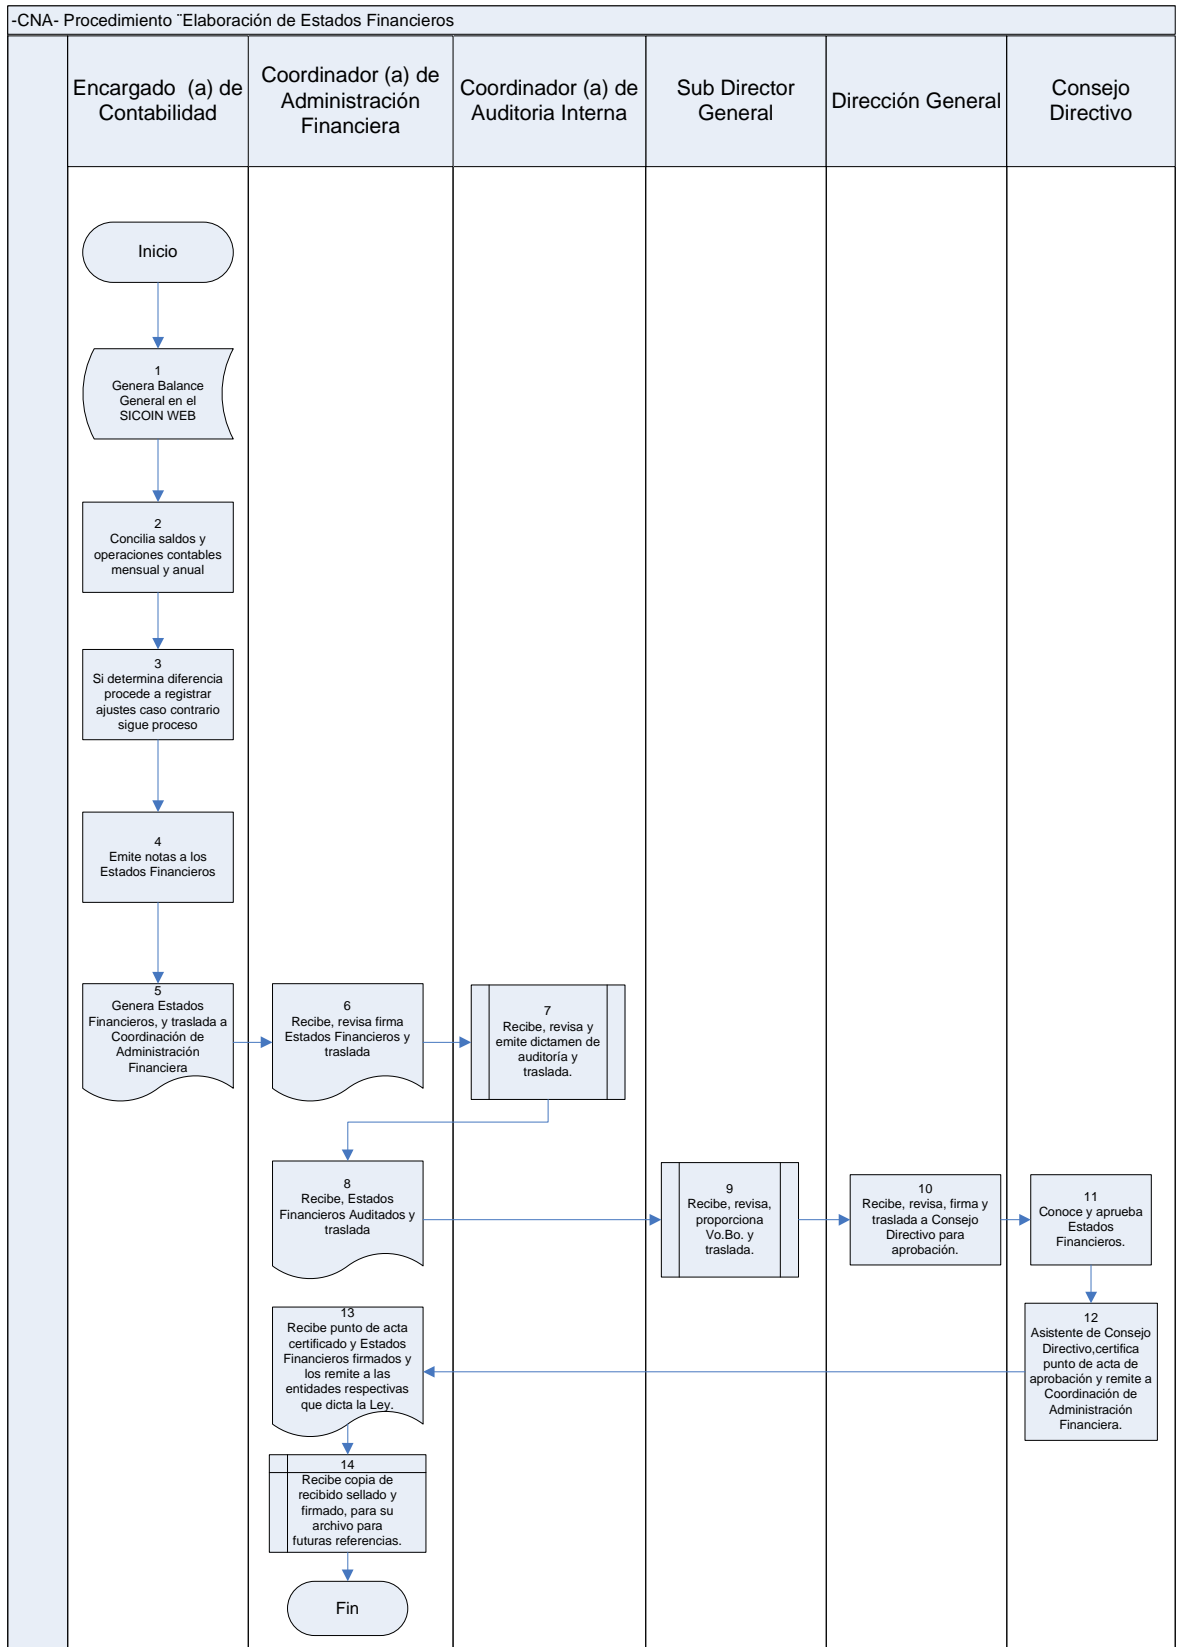 -CNA- Procedimiento ¨Elaboración de Estados Financieros
Encargado (a) de
Contabilidad
Coordinador (a) de
Administración
Financiera
Coordinador (a) de
Auditoria Interna
Sub Director
General
Dirección General
Consejo
Directivo
Inicio
1
Genera Balance
General en el
SICOIN WEB
2
Concilia saldos y
operaciones contables
mensual y anual
3
Si determina diferencia
procede a registrar
ajustes caso contrario
sigue proceso
4
Emite notas a los
Estados Financieros
5
Genera Estados
Financieros, y traslada a
Coordinación de
Administración
Financiera
6
Recibe, revisa firma
Estados Financieros y
traslada
7
Recibe, revisa y
emite dictamen de
auditoría y
traslada.
8
Recibe, Estados
Financieros Auditados y
traslada
9
Recibe, revisa,
proporciona
Vo.Bo. y
traslada.
10
Recibe, revisa, firma y
traslada a Consejo
Directivo para
aprobación.
11
Conoce y aprueba
Estados
Financieros.
12
Asistente de Consejo
Directivo,certifica
punto de acta de
aprobación y remite a
Coordinación de
Administración
Financiera.
13
Recibe punto de acta
certificado y Estados
Financieros firmados y
los remite a las
entidades respectivas
que dicta la Ley.
14
Recibe copia de
recibido sellado y
firmado, para su
archivo para
futuras referencias.
Fin